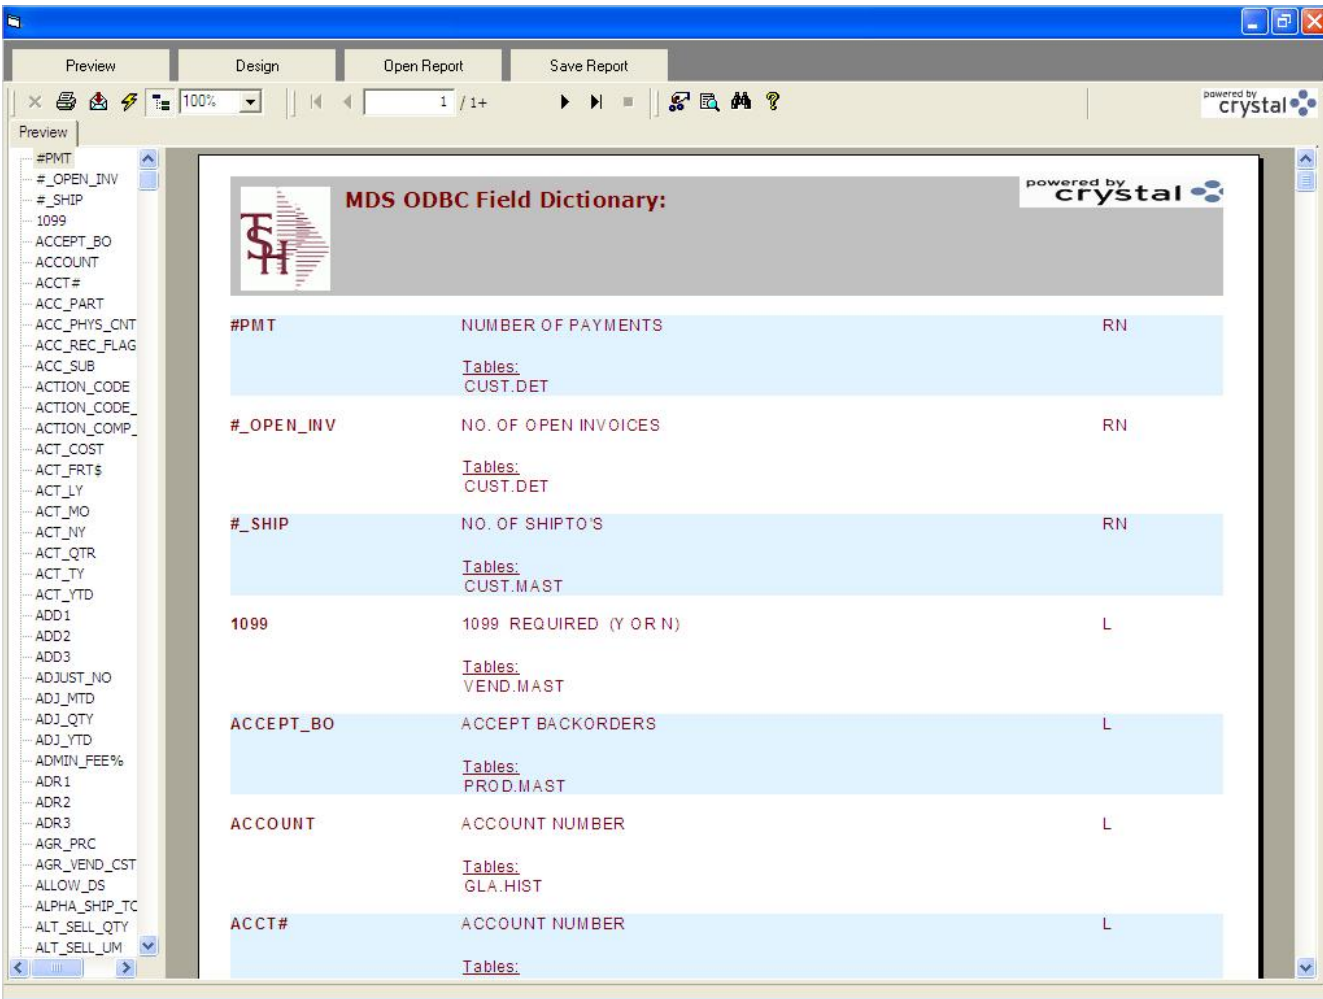 Preview Design Open Report Save Report
100% 1 / 1+ powered by crystal
Preview
#PMT
#_OPEN_INV
#_SHIP
1099
ACCEPT_BO
ACCOUNT
ACCT#
ACC_PART
ACC_PHYS_CNT
ACC_REC_FLAG
ACC_SUB
ACTION_CODE
ACTION_CODE_
ACTION_COMP_
ACT_COST
ACT_FRT$
ACT_LY
ACT_MO
ACT_NY
ACT_QTR
ACT_TY
ACT_YTD
ADD1
ADD2
ADD3
ADJUST_NO
ADJ_MTD
ADJ_QTY
ADJ_YTD
ADMIN_FEE%
ADR1
ADR2
ADR3
AGR_PRC
AGR_VEND_CST
ALLOW_DS
ALPHA_SHIP_TC
ALT_SELL_QTY
ALT_SELL_UM
TSH
MDS ODBC Field Dictionary:
powered by
crystal
#PMT NUMBER OF PAYMENTS RN
Tables:
CUST.DET
#_OPEN_INV NO. OF OPEN INVOICES RN
Tables:
CUST.DET
#_SHIP NO. OF SHIPTO'S RN
Tables:
CUST.MAST
1099 1099 REQUIRED (Y OR N) L
Tables:
VEND.MAST
ACCEPT_BO ACCEPT BACKORDERS L
Tables:
PROD.MAST
ACCOUNT ACCOUNT NUMBER L
Tables:
GLA.HIST
ACCT# ACCOUNT NUMBER L
Tables: